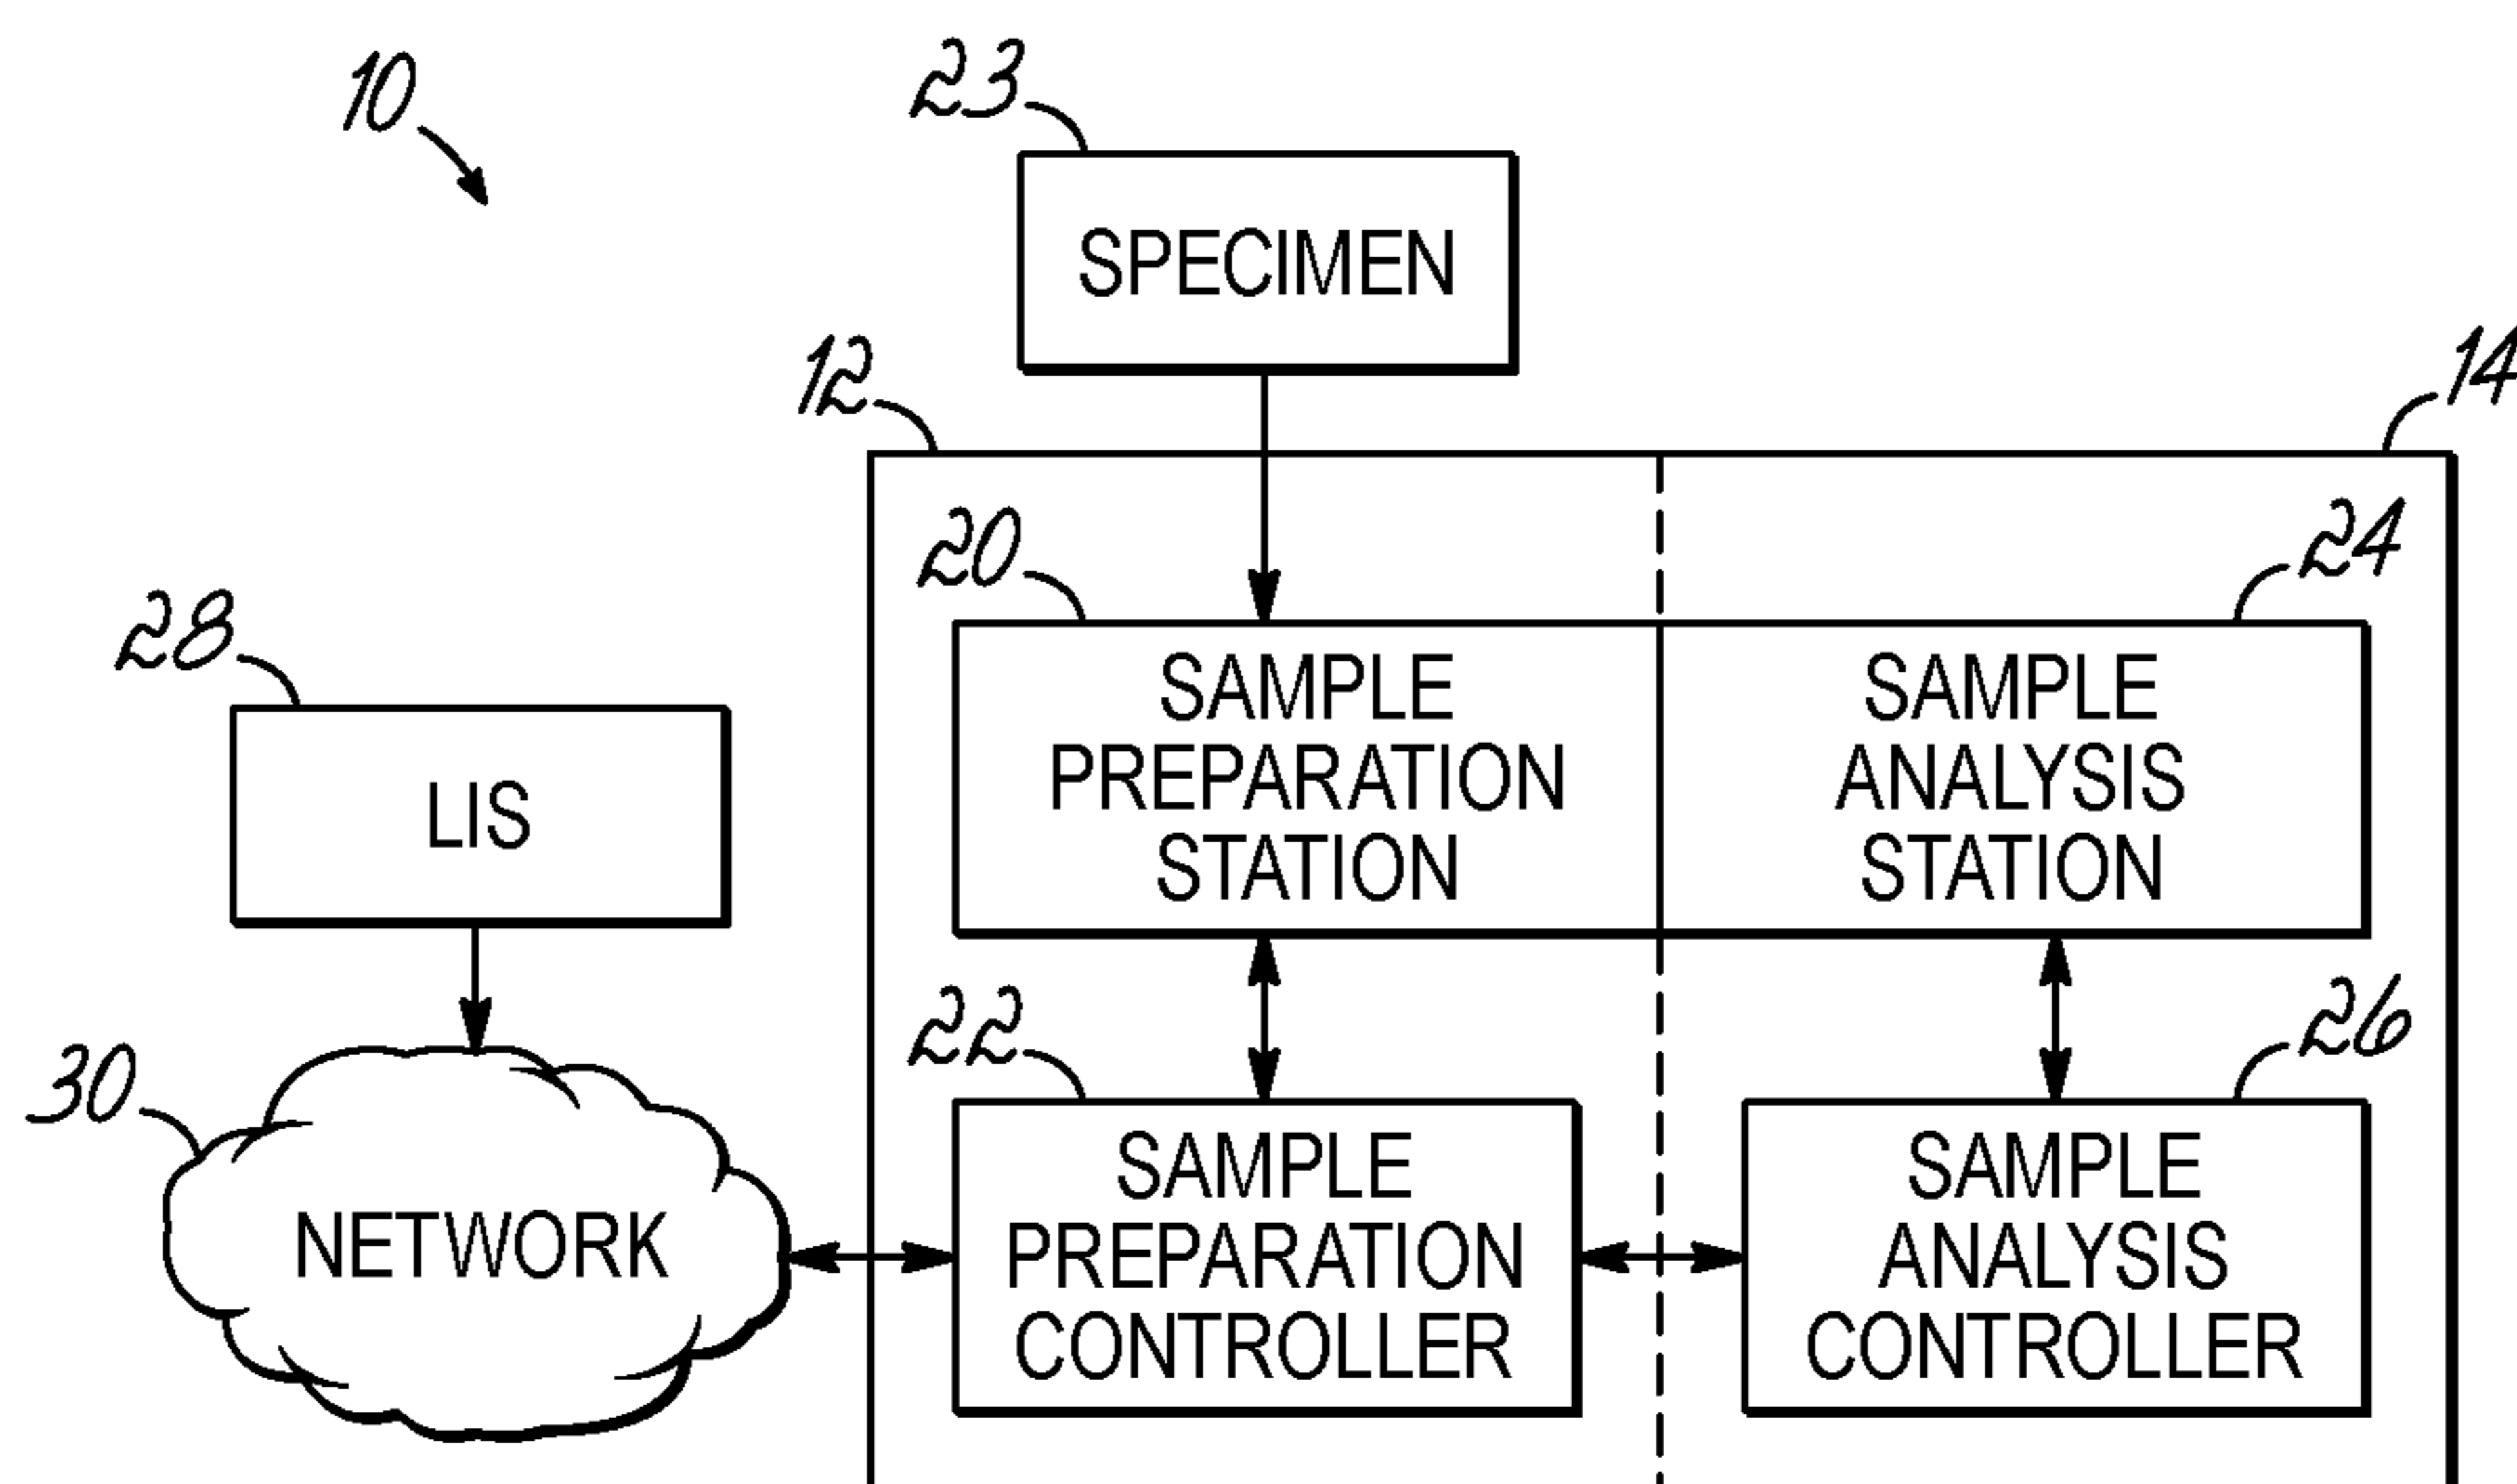 10
23
SPECIMEN
12
14
20
24
SAMPLE
PREPARATION
STATION
SAMPLE
ANALYSIS
STATION
28
LIS
22
26
30
NETWORK
SAMPLE
PREPARATION
CONTROLLER
SAMPLE
ANALYSIS
CONTROLLER